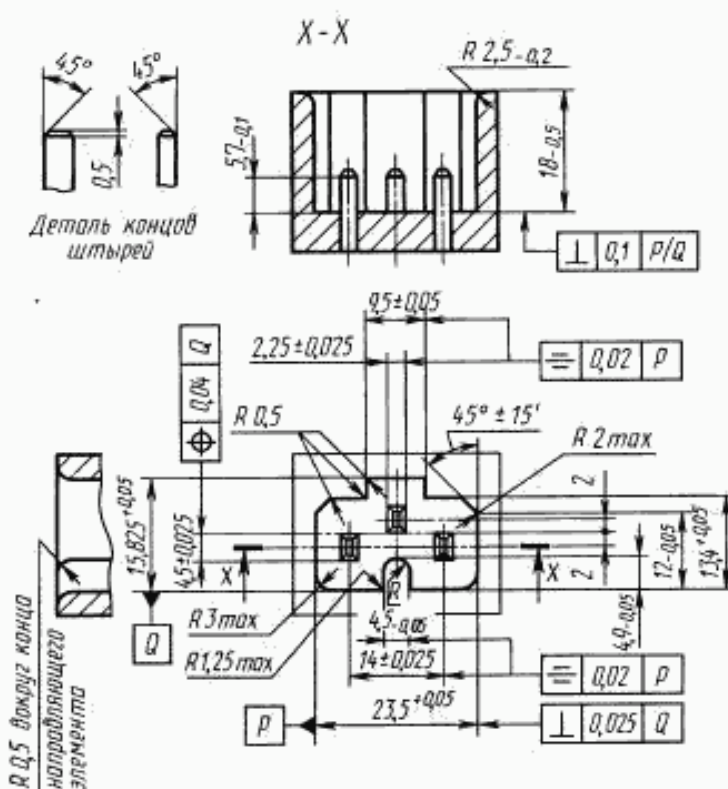 X-X
45°
45°
R 2,5-0,2
0,5
5,7-0,1
18-0,5
Деталь концов
штырей
⊥ 0,1 P/Q
9,5±0,05
2,25±0,025
⌯ 0,02 P
⌖ 0,04 Q
R 0,5
45°±15'
R 2 max
15,825+0,05
4,5±0,025
2
2
12-0,05
13,4+0,05
4,9-0,05
X
X
R 3 max
R
Q
R 1,25 max
4,5-0,05
14±0,025
⌯ 0,02 P
P
23,5+0,05
⊥ 0,025 Q
R 0,5 вокруг конца
направляющего
элемента